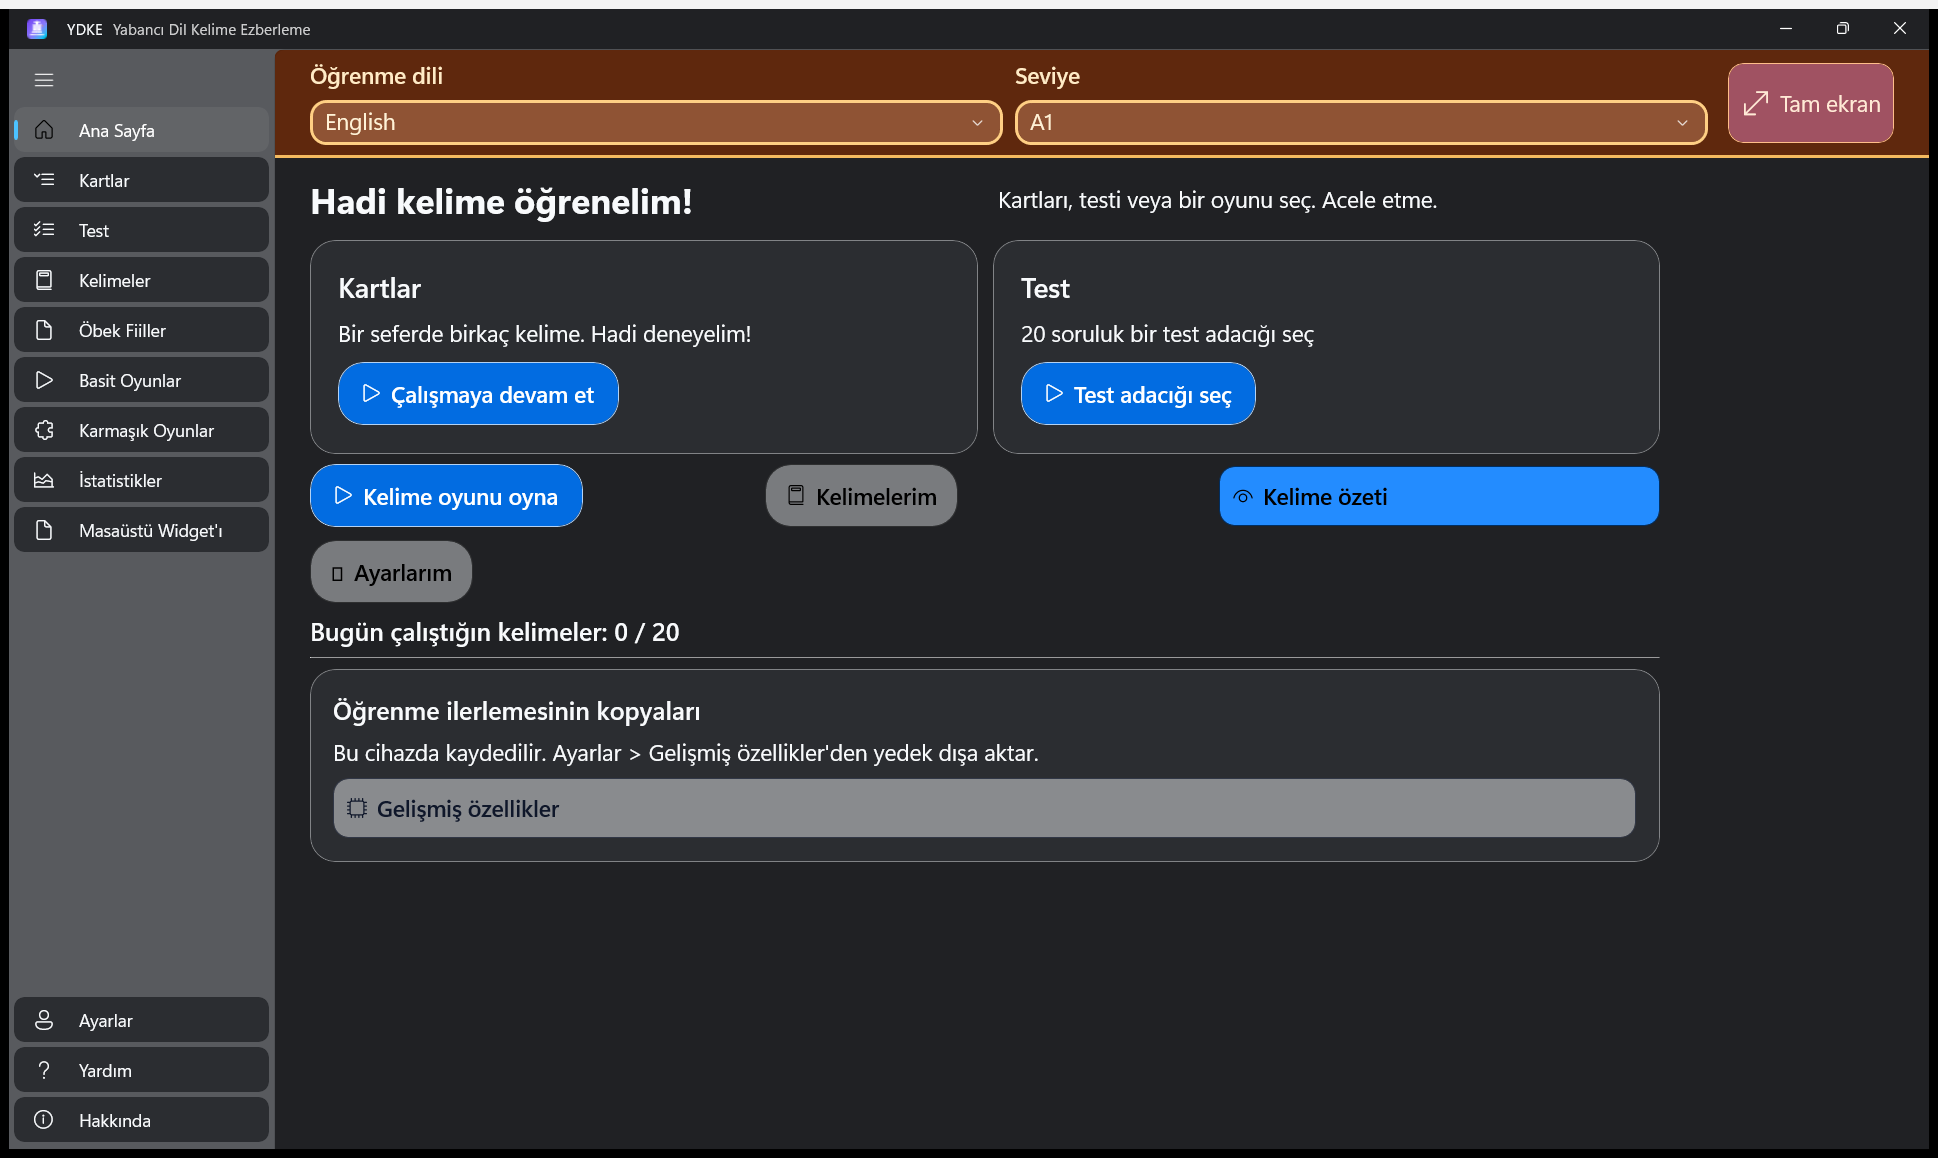 YDKE Yabancı Dil Kelime Ezberleme
Öğrenme dili
Seviye
English
A1
Tam ekran
Ana Sayfa
Kartlar
Test
Kelimeler
Öbek Fiiller
Basit Oyunlar
Karmaşık Oyunlar
İstatistikler
Masaüstü Widget'ı
Ayarlar
Yardım
Hakkında
Hadi kelime öğrenelim!
Kartları, testi veya bir oyunu seç. Acele etme.
Kartlar
Bir seferde birkaç kelime. Hadi deneyelim!
Çalışmaya devam et
Test
20 soruluk bir test adacığı seç
Test adacığı seç
Kelime oyunu oyna
Kelimelerim
Kelime özeti
Ayarlarım
Bugün çalıştığın kelimeler: 0 / 20
Öğrenme ilerlemesinin kopyaları
Bu cihazda kaydedilir. Ayarlar > Gelişmiş özellikler'den yedek dışa aktar.
Gelişmiş özellikler